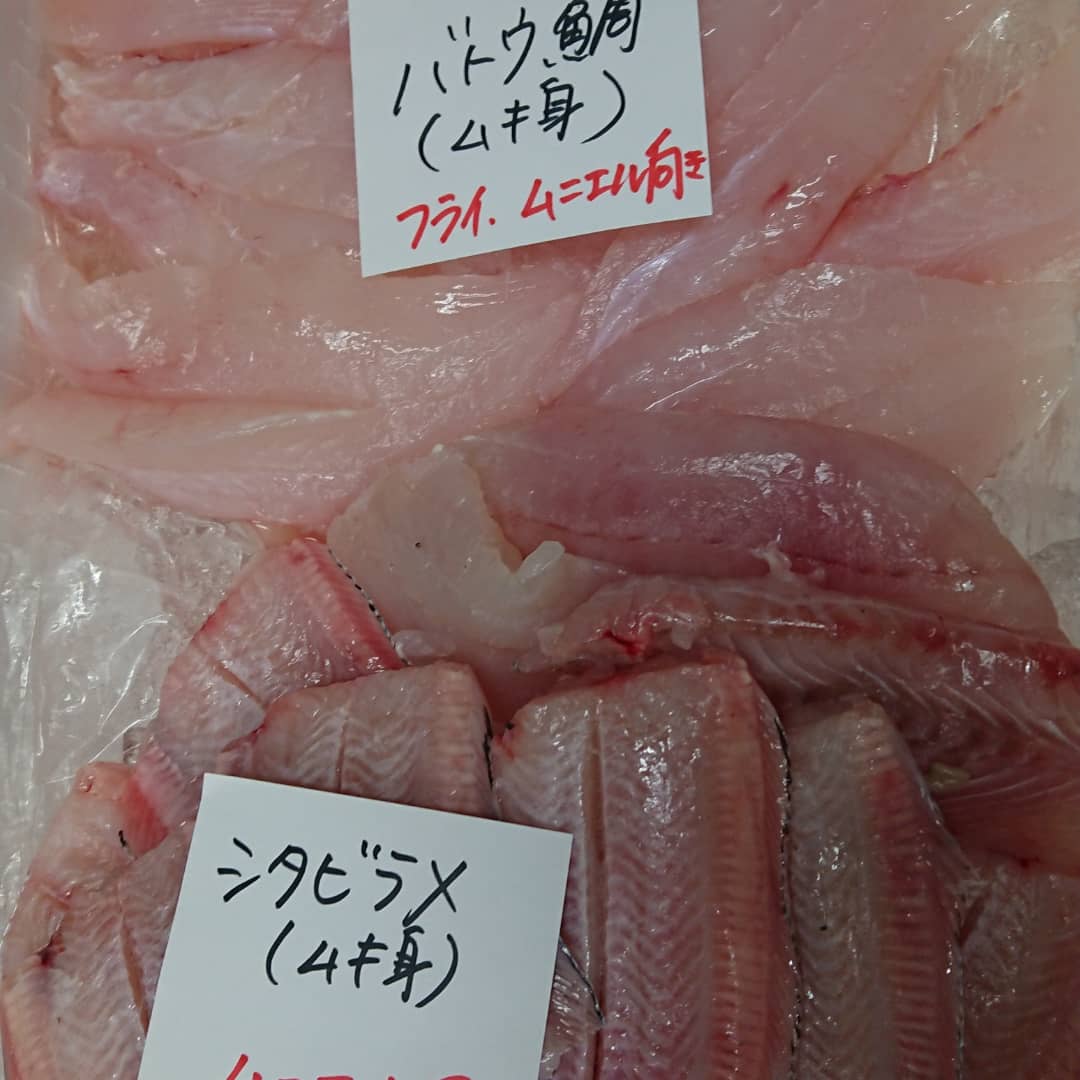 バトウ鯛
(ムキ身)
フライ.ムニエル向き
シタビラメ
(ムキ身)